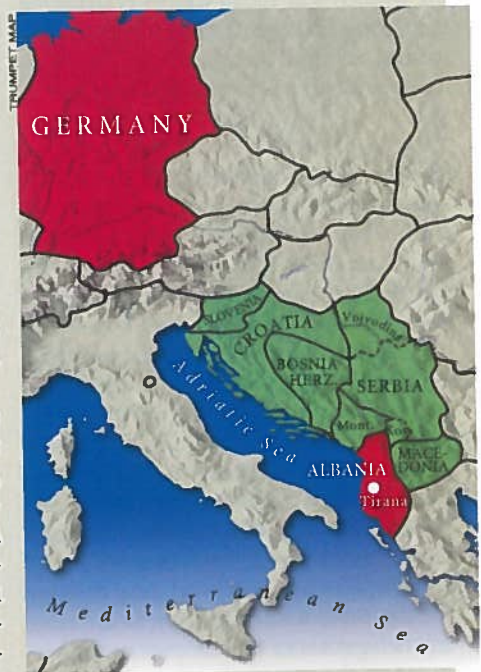 TRUMPET MAP
GERMANY
SLOVENIA
CROATIA
Vojvodina
BOSNIA
HERZ.
SERBIA
Adriatic Sea
Mont.
Kos.
MACE-
DONIA
ALBANIA
Tirana
Mediterranean Sea